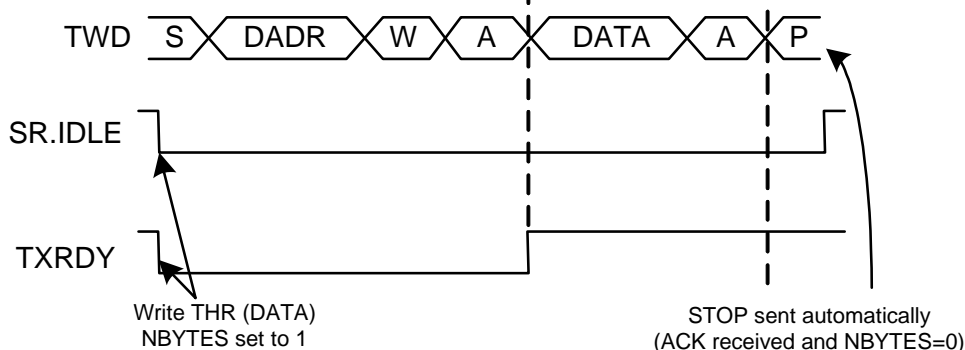 TWD S DADR W A DATA A P
SR.IDLE
TXRDY
Write THR (DATA)
NBYTES set to 1
STOP sent automatically
(ACK received and NBYTES=0)